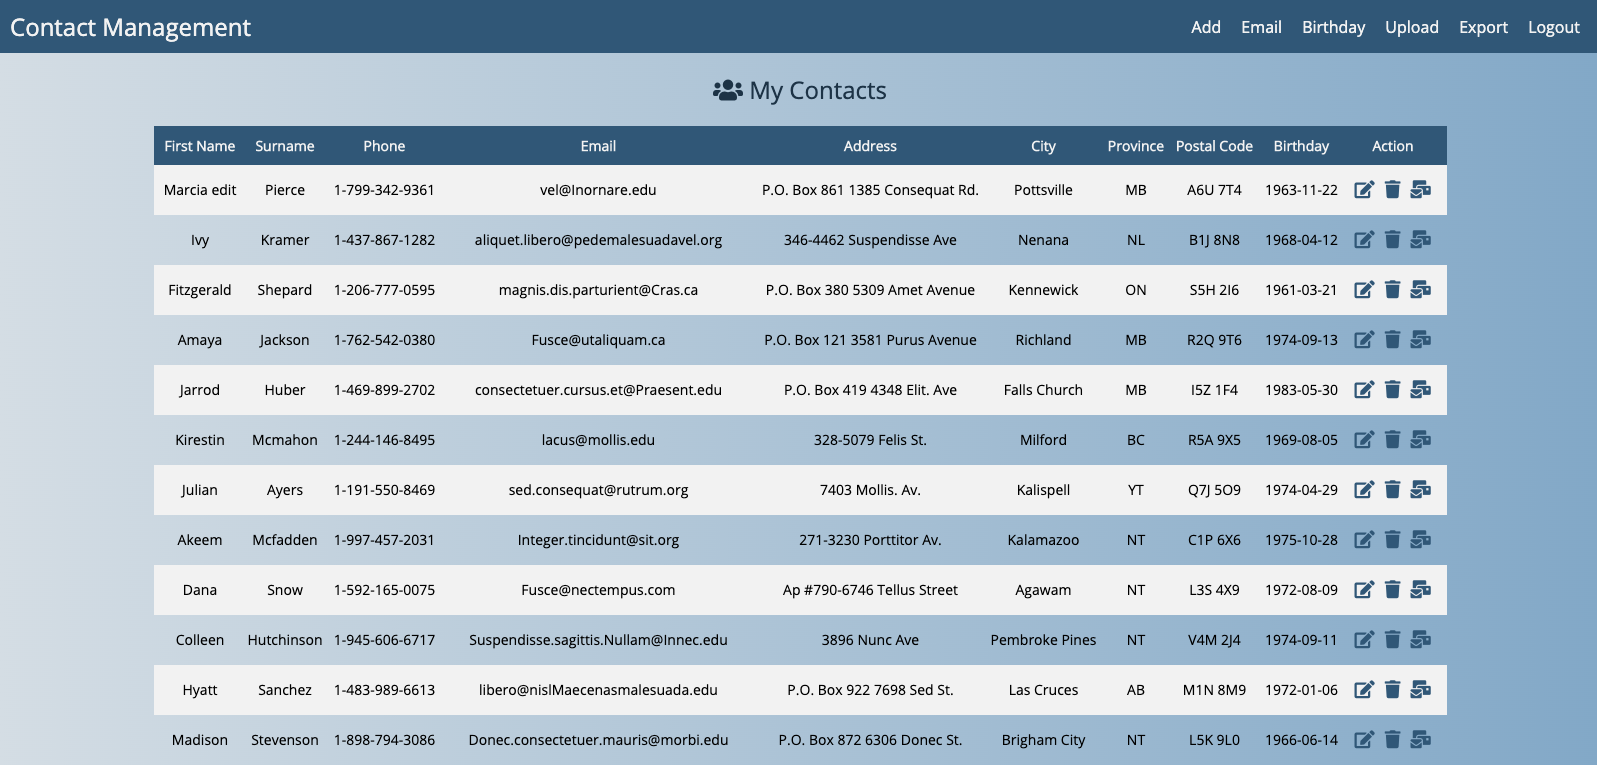 Contact Management Add Email Birthday Upload Export Logout
My Contacts
First Name Surname Phone Email Address City Province Postal Code Birthday Action
Marcia edit Pierce 1-799-342-9361 vel@Inornare.edu P.O. Box 861 1385 Consequat Rd. Pottsville MB A6U 7T4 1963-11-22
Ivy Kramer 1-437-867-1282 aliquet.libero@pedemalesuadavel.org 346-4462 Suspendisse Ave Nenana NL B1J 8N8 1968-04-12
Fitzgerald Shepard 1-206-777-0595 magnis.dis.parturient@Cras.ca P.O. Box 380 5309 Amet Avenue Kennewick ON S5H 2I6 1961-03-21
Amaya Jackson 1-762-542-0380 Fusce@utaliquam.ca P.O. Box 121 3581 Purus Avenue Richland MB R2Q 9T6 1974-09-13
Jarrod Huber 1-469-899-2702 consectetuer.cursus.et@Praesent.edu P.O. Box 419 4348 Elit. Ave Falls Church MB I5Z 1F4 1983-05-30
Kirestin Mcmahon 1-244-146-8495 lacus@mollis.edu 328-5079 Felis St. Milford BC R5A 9X5 1969-08-05
Julian Ayers 1-191-550-8469 sed.consequat@rutrum.org 7403 Mollis. Av. Kalispell YT Q7J 5O9 1974-04-29
Akeem Mcfadden 1-997-457-2031 Integer.tincidunt@sit.org 271-3230 Porttitor Av. Kalamazoo NT C1P 6X6 1975-10-28
Dana Snow 1-592-165-0075 Fusce@nectempus.com Ap #790-6746 Tellus Street Agawam NT L3S 4X9 1972-08-09
Colleen Hutchinson 1-945-606-6717 Suspendisse.sagittis.Nullam@Innec.edu 3896 Nunc Ave Pembroke Pines NT V4M 2J4 1974-09-11
Hyatt Sanchez 1-483-989-6613 libero@nislMaecenasmalesuada.edu P.O. Box 922 7698 Sed St. Las Cruces AB M1N 8M9 1972-01-06
Madison Stevenson 1-898-794-3086 Donec.consectetuer.mauris@morbi.edu P.O. Box 872 6306 Donec St. Brigham City NT L5K 9L0 1966-06-14